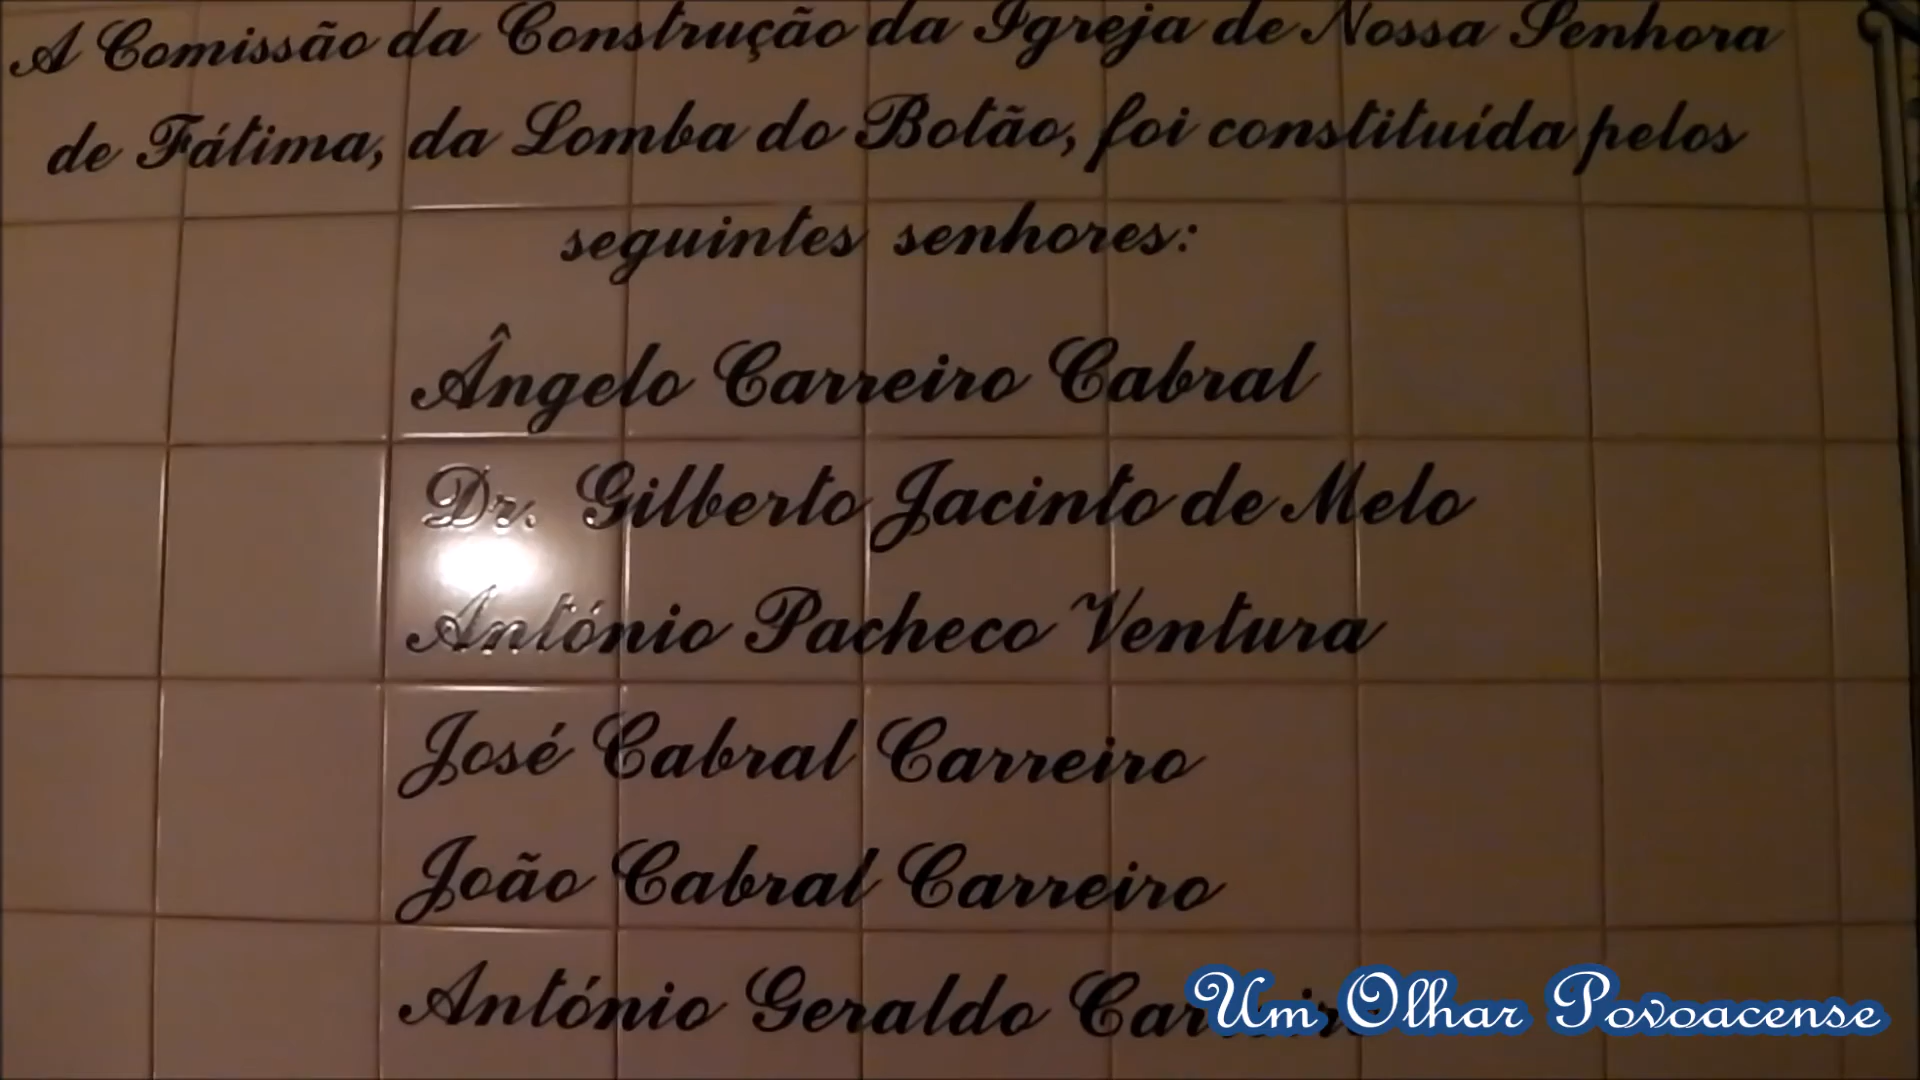 A Comissão da Construção da Igreja de Nossa Senhora
de Fátima, da Lomba do Botão, foi constituída pelos
seguintes senhores:
Ângelo Carreiro Cabral
Dr. Gilberto Jacinto de Melo
António Pacheco Ventura
José Cabral Carreiro
João Cabral Carreiro
António Geraldo Carreiro
Um Olhar Povoacense